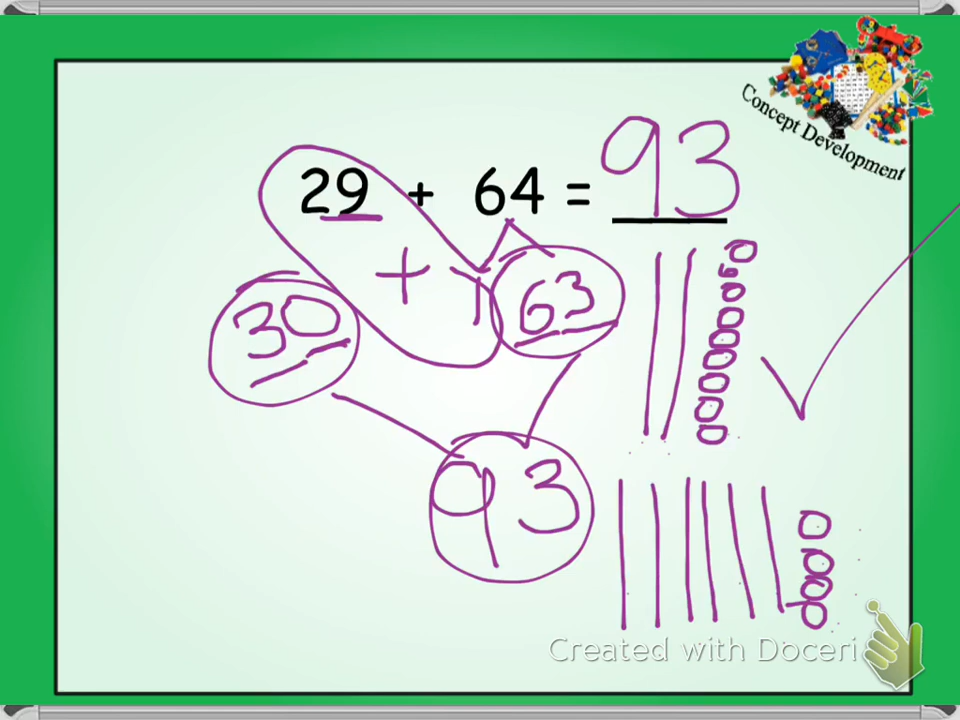 Concept Development
29 + 64 = 93
+ 1 63
30
93
Created with Doceri